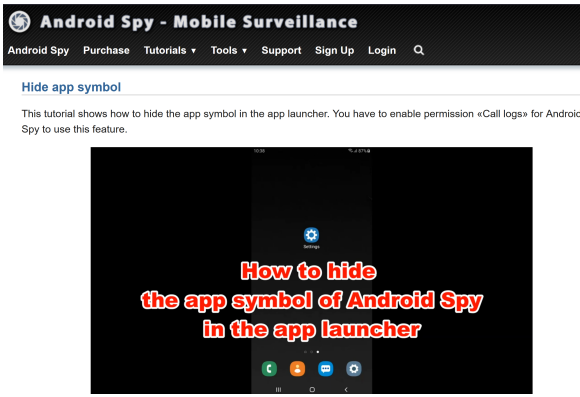 Android Spy - Mobile Surveillance
Android Spy Purchase Tutorials ▾ Tools ▾ Support Sign Up Login
Hide app symbol
This tutorial shows how to hide the app symbol in the app launcher. You have to enable permission «Call logs» for Android
Spy to use this feature.
10:39 87%
Settings
How to hide
the app symbol of Android Spy
in the app launcher